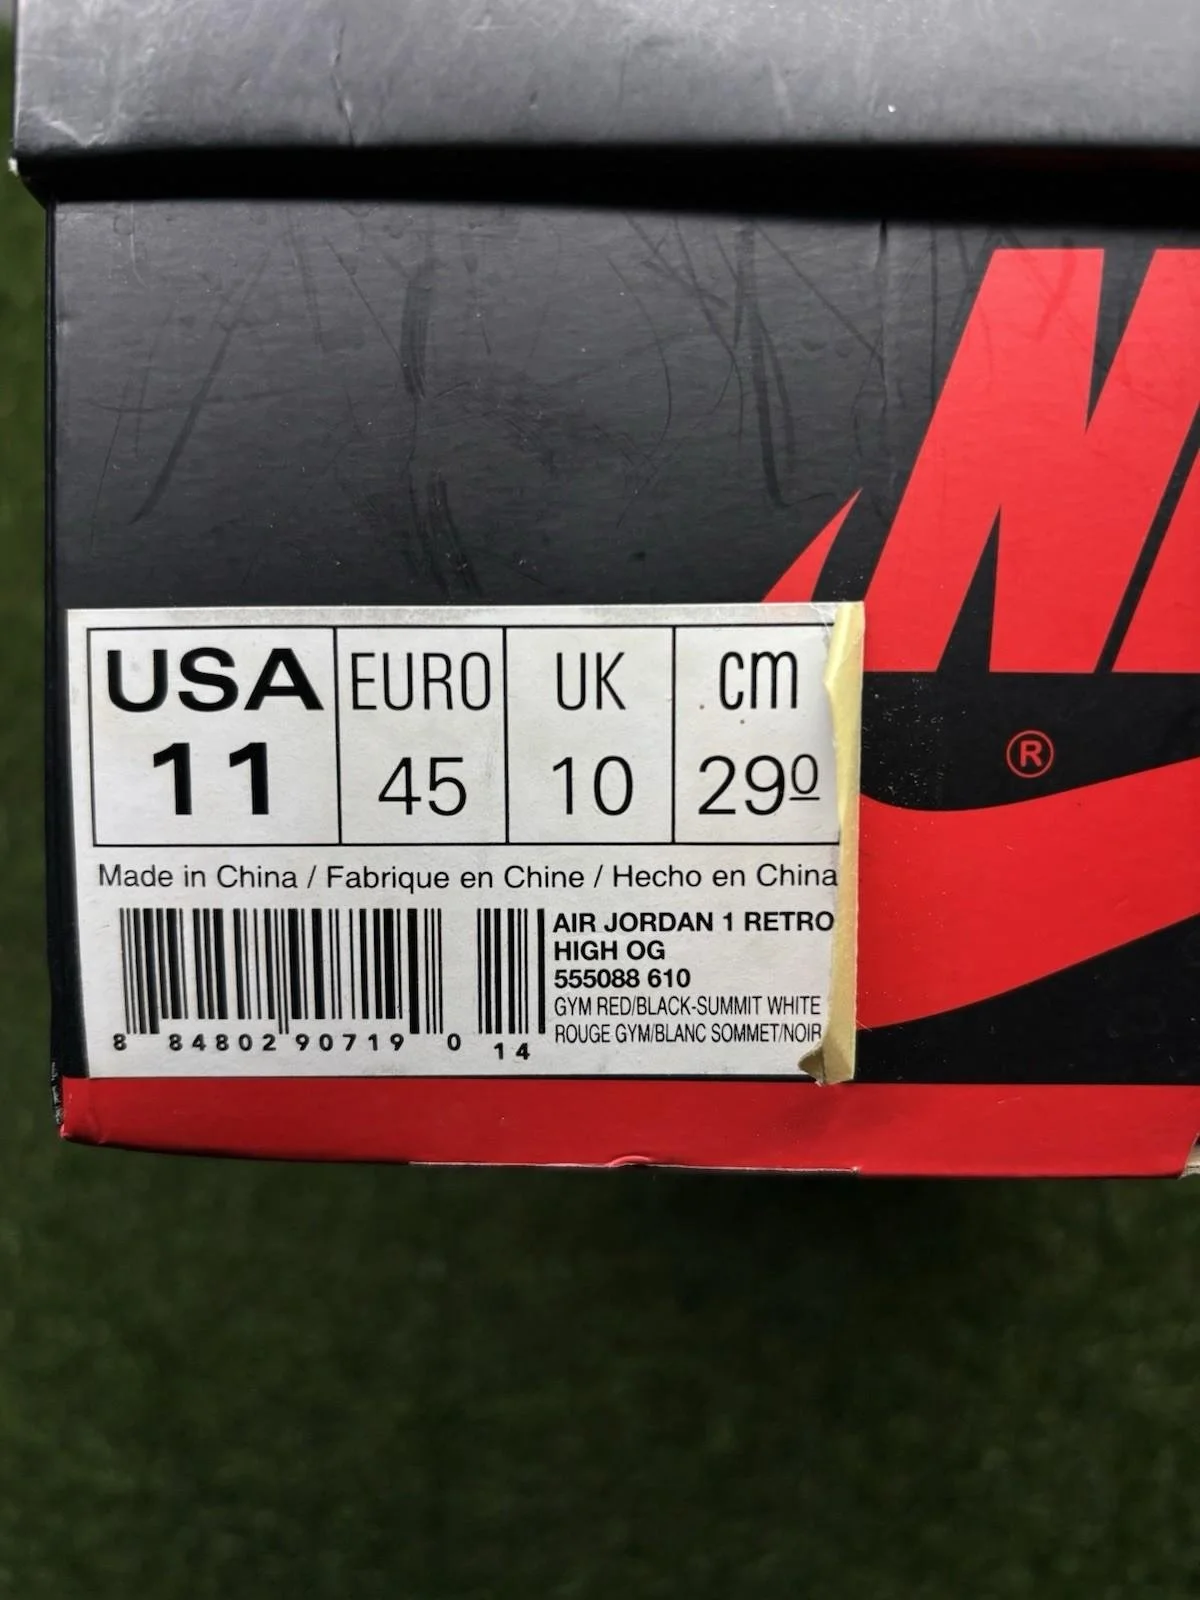 USA EURO UK cm
11 45 10 290
Made in China / Fabrique en Chine / Hecho en China
AIR JORDAN 1 RETRO
HIGH OG
555088 610
GYM RED/BLACK-SUMMIT WHITE
ROUGE GYM/BLANC SOMMET/NOIR
8 84802 90719 0 14
®